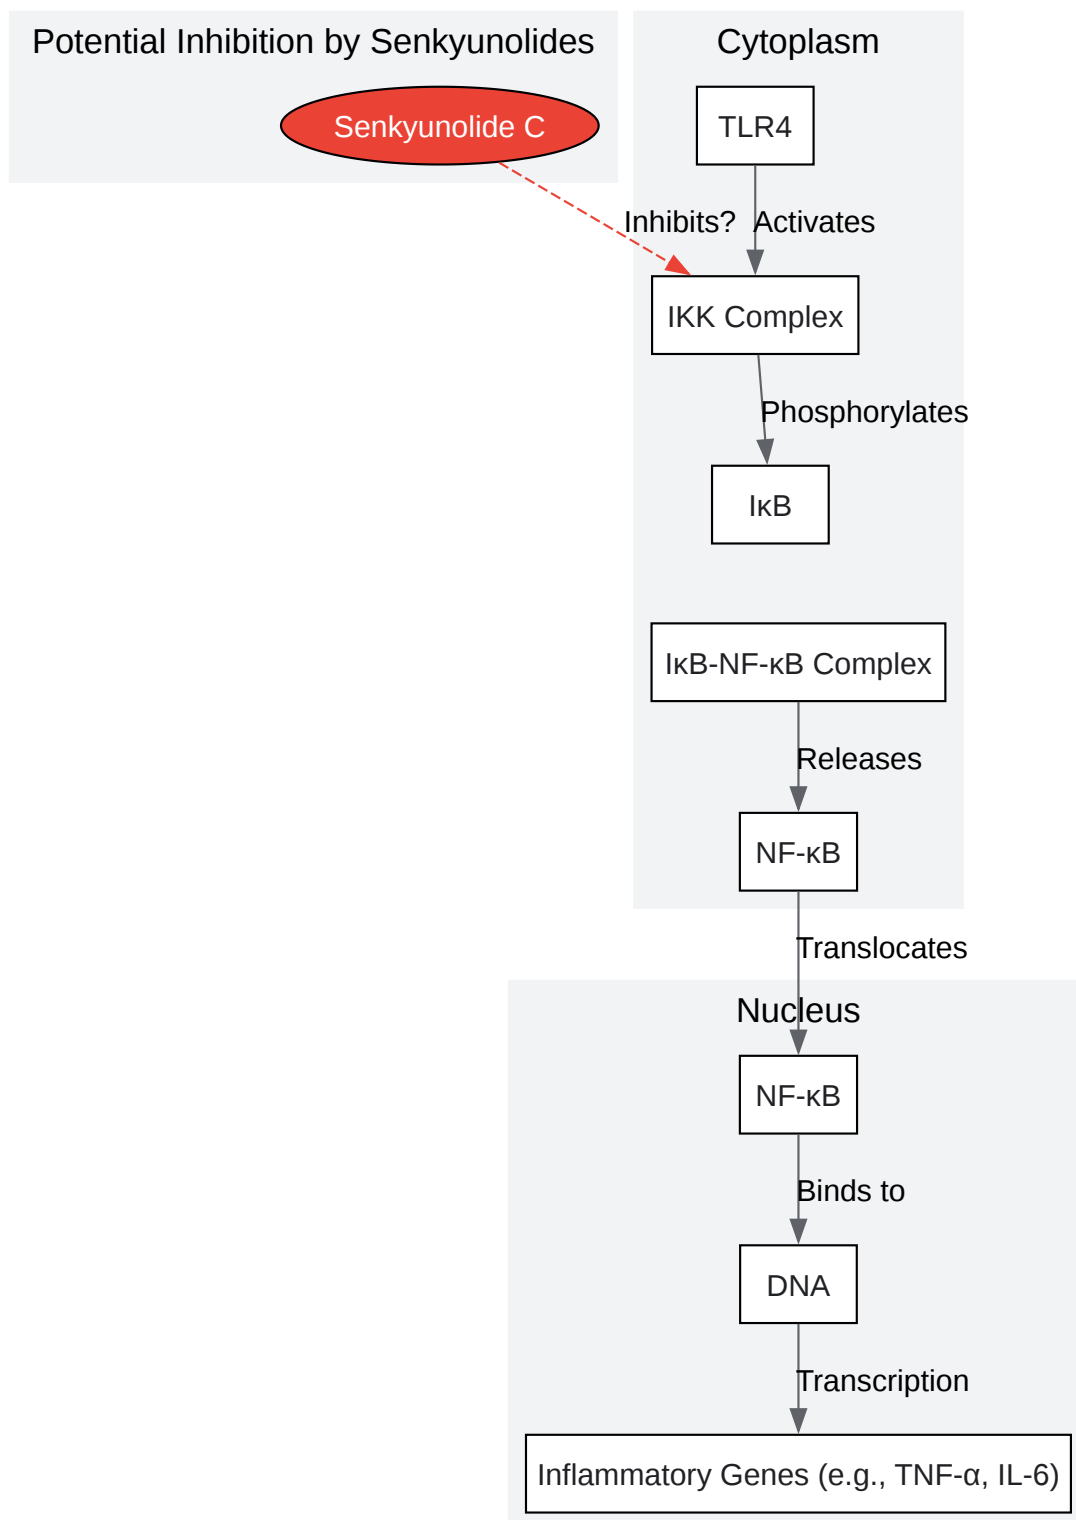 Potential Inhibition by Senkyunolides
Cytoplasm
Senkyunolide C
TLR4
Inhibits?
Activates
IKK Complex
Phosphorylates
IκB
IκB-NF-κB Complex
Releases
NF-κB
Translocates
Nucleus
NF-κB
Binds to
DNA
Transcription
Inflammatory Genes (e.g., TNF-α, IL-6)